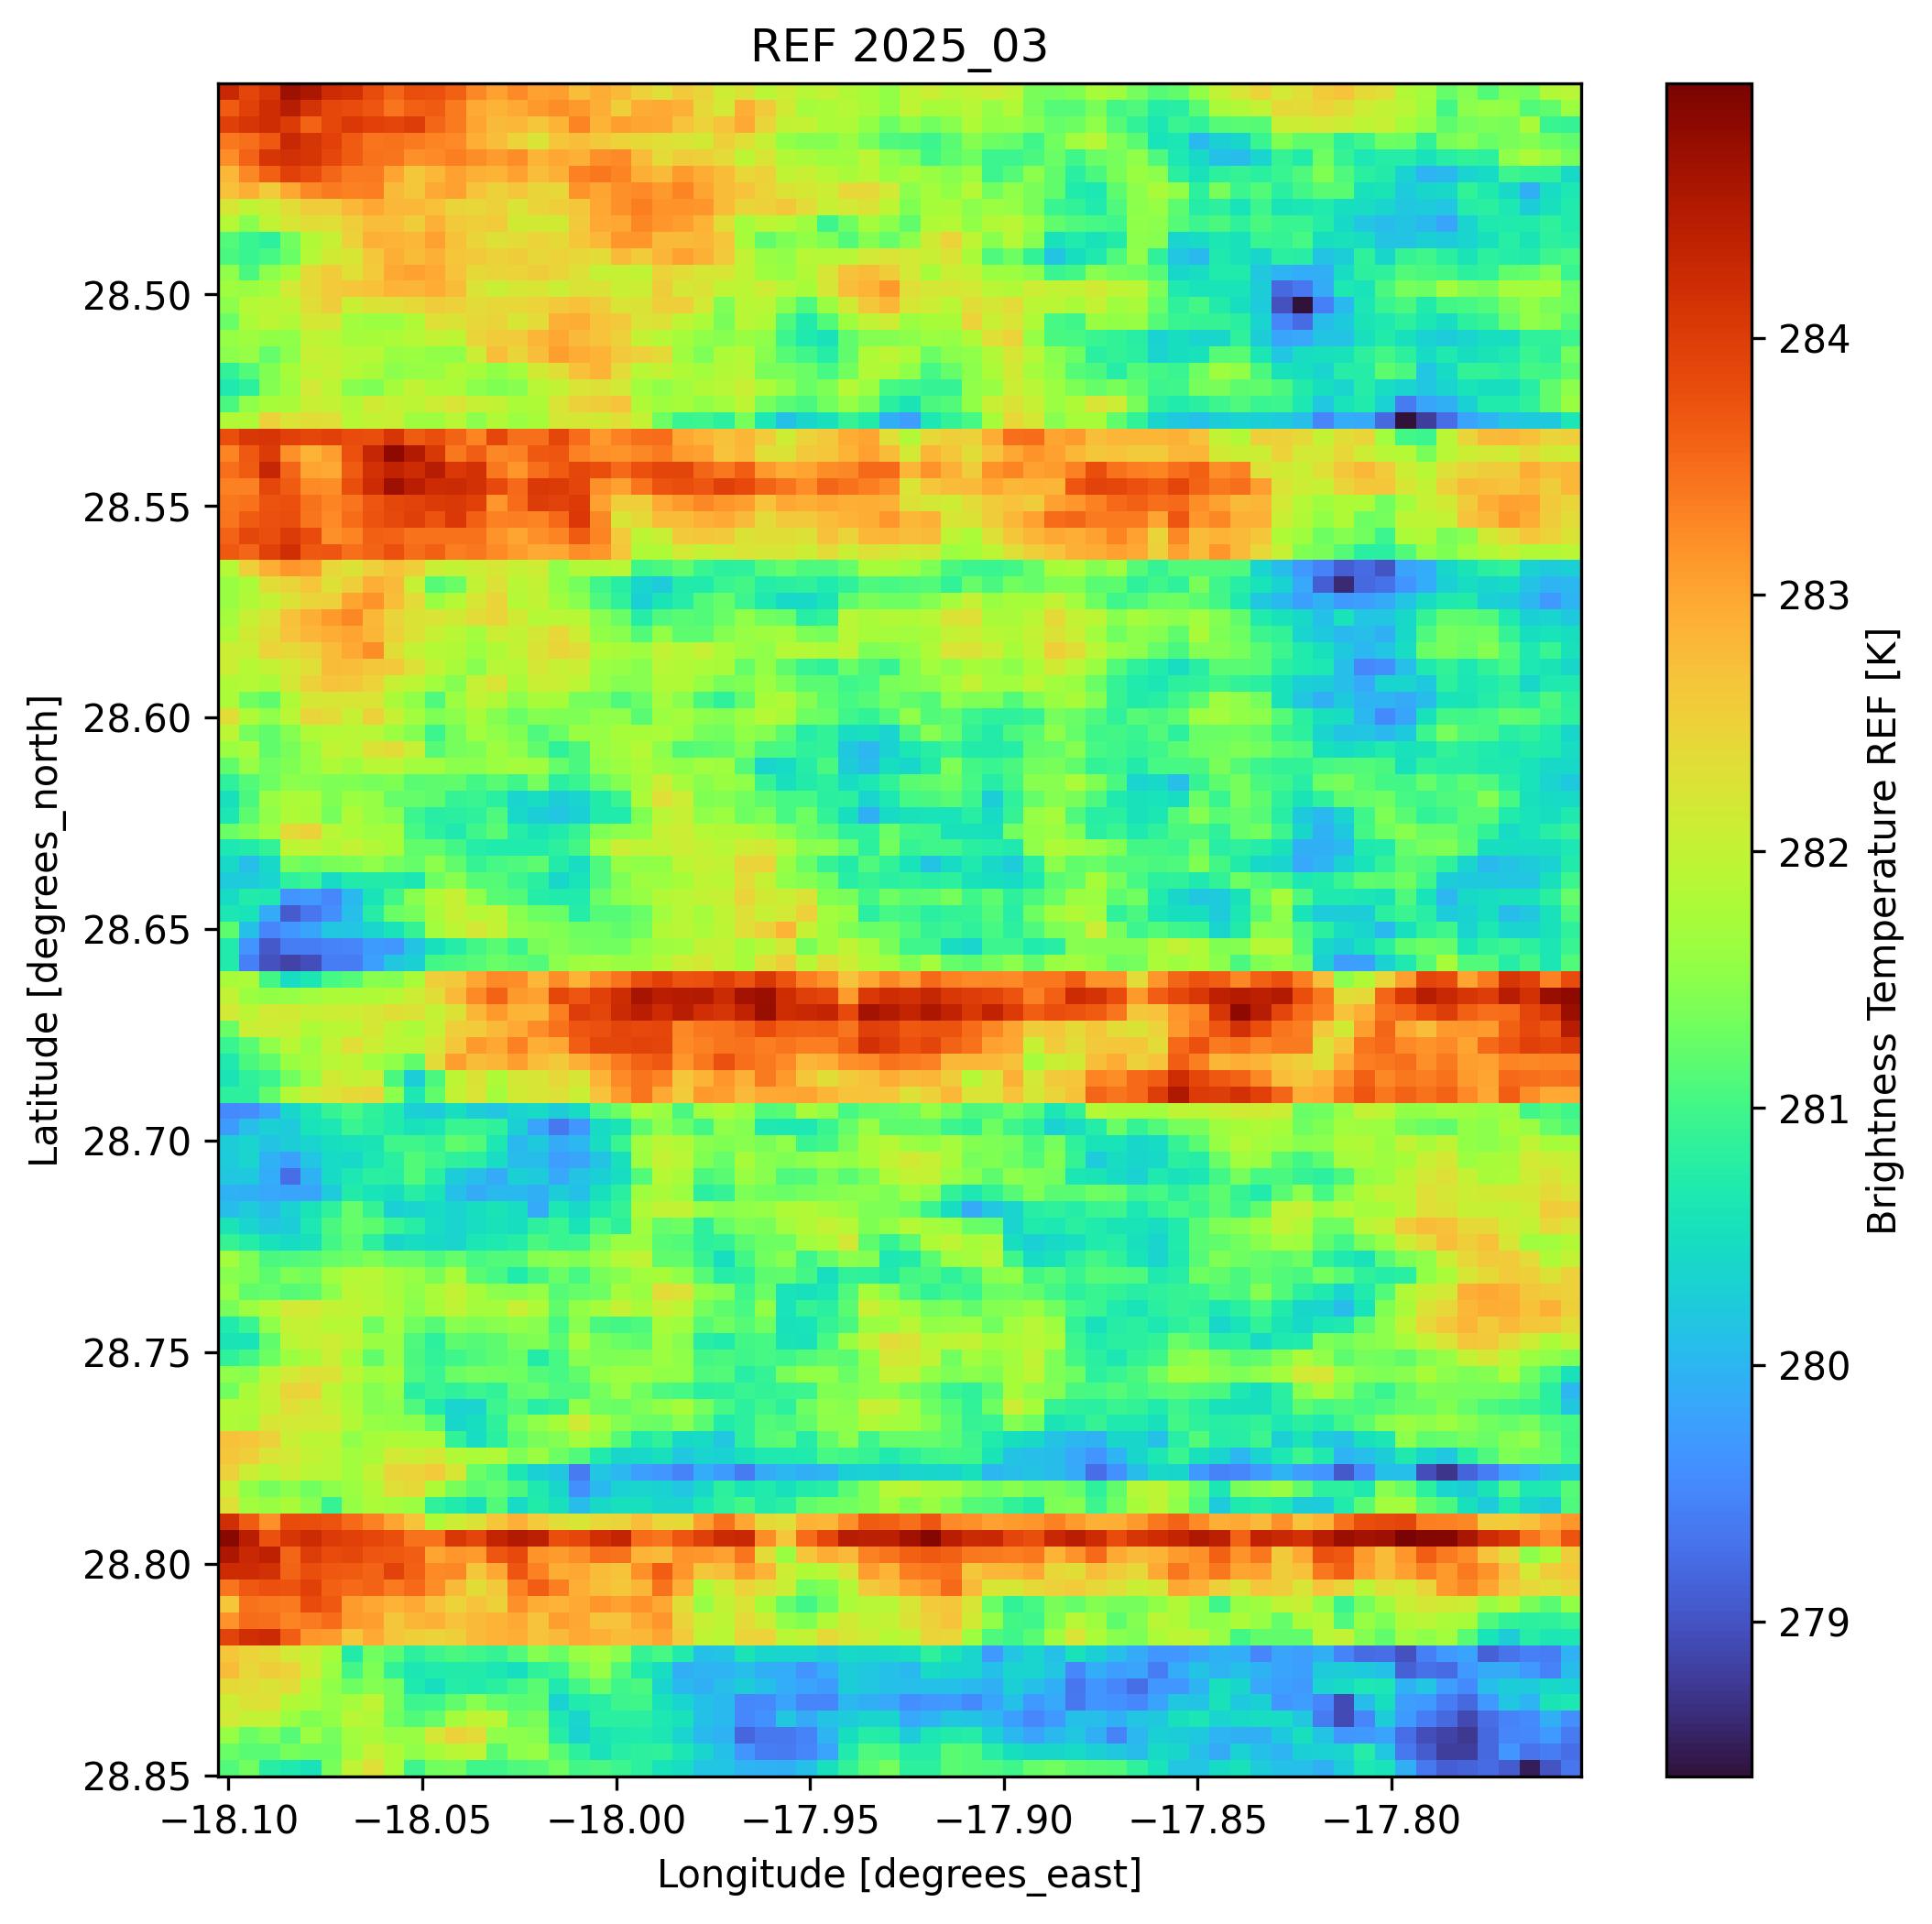 REF 2025_03
28.50
28.55
28.60
28.65
28.70
28.75
28.80
28.85
Latitude [degrees_north]
−18.10 −18.05 −18.00 −17.95 −17.90 −17.85 −17.80
Longitude [degrees_east]
284
283
282
281
280
279
Brightness Temperature REF [K]